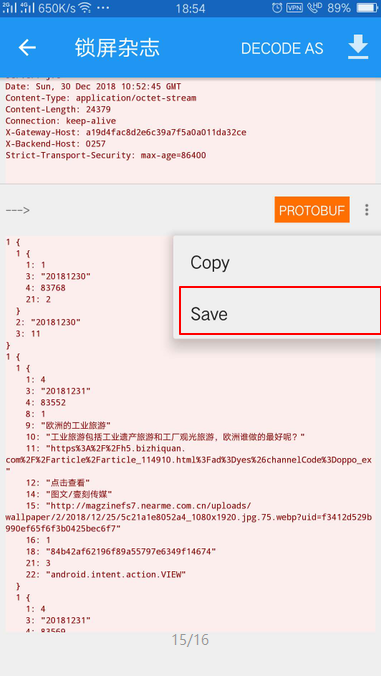 2G 4G 650K/s 18:54 VPN HD 89%
锁屏杂志 DECODE AS
Date: Sun, 30 Dec 2018 10:52:45 GMT
Content-Type: application/octet-stream
Content-Length: 24379
Connection: keep-alive
X-Gateway-Host: a19d4fac8d2e6c39a7f5a0a011da32ce
X-Backend-Host: 0257
Strict-Transport-Security: max-age=86400
---> PROTOBUF
Copy
Save
1 {
1 {
1: 1
3: "20181230"
4: 83768
21: 2
}
2: "20181230"
3: 11
}
1 {
1 {
1: 4
3: "20181231"
4: 83552
8: 1
9: "欧洲的工业旅游"
10: "工业旅游包括工业遗产旅游和工厂观光旅游，欧洲谁做的最好呢？"
11: "https%3A%2F%2Fh5.bizhiquan.
com%2F%2Farticle%2Farticle_114910.html%3Fad%3Dyes%26channelCode%3Doppo_ex
"
12: "点击查看"
14: "图文/壹刻传媒"
15: "http://magzinefs7.nearme.com.cn/uploads/
wallpaper/2/2018/12/25/5c21a1e8052a4_1080x1920.jpg.75.webp?uid=f3412d529b
990ef65f6f3b0425bec6f7"
16: 1
18: "84b42af62196f89a55797e6349f14674"
21: 3
22: "android.intent.action.VIEW"
}
1 {
1: 4
3: "20181231"
4: 83569
15/16